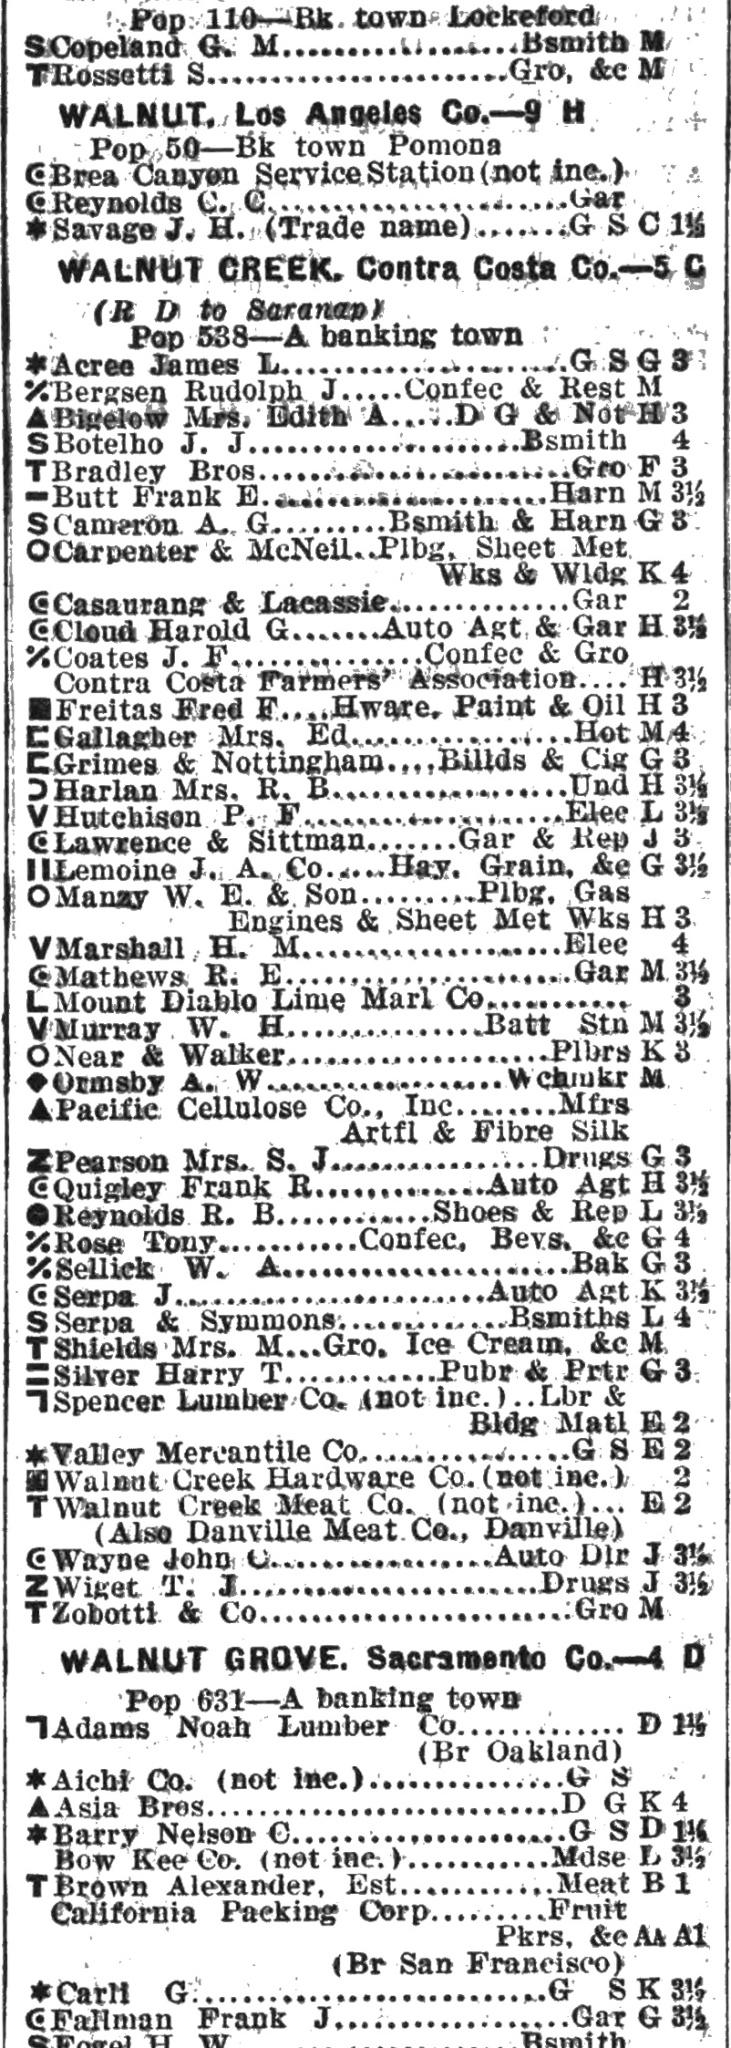 Pop 110—Bk town Lockeford
S Copeland G. M..................Bsmith M
T Rossetti S......................Gro, &c M
WALNUT, Los Angeles Co.—9 H
Pop 50—Bk town Pomona
Brea Canyon Service Station (not inc.)
Reynolds C. C......................Gar
* Savage J. H. (Trade name).......G S C 1½
WALNUT CREEK, Contra Costa Co.—5 C
(R D to Saranap)
Pop 538—A banking town
* Acree James L.....................G S G 3
% Bergsen Rudolph J.....Confec & Rest M
▲ Bigelow Mrs. Edith A.....D G & Not H 3
S Botelho J. J....................Bsmith 4
T Bradley Bros.......................Gro F 3
— Butt Frank E.....................Harn M 3½
S Cameron A. G.........Bsmith & Harn G 3
O Carpenter & McNeil..Plbg, Sheet Met
Wks & Wldg K 4
Casaurang & Lacassie.............Gar 2
Cloud Harold G.......Auto Agt & Gar H 3½
% Coates J. F...............Confec & Gro
Contra Costa Farmers' Association.... H 3½
■ Freitas Fred F....Hware, Paint & Oil H 3
Gallagher Mrs. Ed.................Hot M 4
Grimes & Nottingham....Billds & Cig G 3
Harlan Mrs. R. B..................Und H 3½
V Hutchison P. F....................Elec L 3½
Lawrence & Sittman.......Gar & Rep J 3
Lemoine J. A. Co.....Hay, Grain, &c G 3½
O Manzy W. E. & Son.........Plbg, Gas
Engines & Sheet Met Wks H 3
V Marshall H. M....................Elec 4
Mathews R. E......................Gar M 3½
L Mount Diablo Lime Marl Co........... 3
V Murray W. H...............Batt Stn M 3½
O Near & Walker....................Plbrs K 3
◆ Ormsby A. W..................Wchmkr M
▲ Pacific Cellulose Co., Inc........Mfrs
Artfl & Fibre Silk
Z Pearson Mrs. S. J................Drugs G 3
Quigley Frank R.............Auto Agt H 3½
● Reynolds R. B............Shoes & Rep L 3½
% Rose Tony...........Confec, Bevs, &c G 4
% Sellick W. A......................Bak G 3
Serpa J.......................Auto Agt K 3½
S Serpa & Symmons.............Bsmiths L 4
T Shields Mrs. M...Gro, Ice Cream, &c M
Silver Harry T............Pubr & Prtr G 3
Spencer Lumber Co. (not inc.)..Lbr &
Bldg Matl E 2
* Valley Mercantile Co..............G S E 2
Walnut Creek Hardware Co. (not inc.) 2
T Walnut Creek Meat Co. (not inc.)... E 2
(Also Danville Meat Co., Danville)
Wayne John C................Auto Dlr J 3½
Z Wiget T. J......................Drugs J 3½
T Zobotti & Co......................Gro M
WALNUT GROVE, Sacramento Co.—4 D
Pop 631—A banking town
Adams Noah Lumber Co............. D 1½
(Br Oakland)
* Aichi Co. (not inc.)...............G S
▲ Asia Bros.........................D G K 4
* Barry Nelson C....................G S D 1½
Bow Kee Co. (not inc.)...........Mdse L 3½
T Brown Alexander, Est............Meat B 1
California Packing Corp.........Fruit
Pkrs, &c Aa A1
(Br San Francisco)
* Carli G..........................G S K 3½
Fallman Frank J..................Gar G 3½
S Fogel H. W....................Bsmith